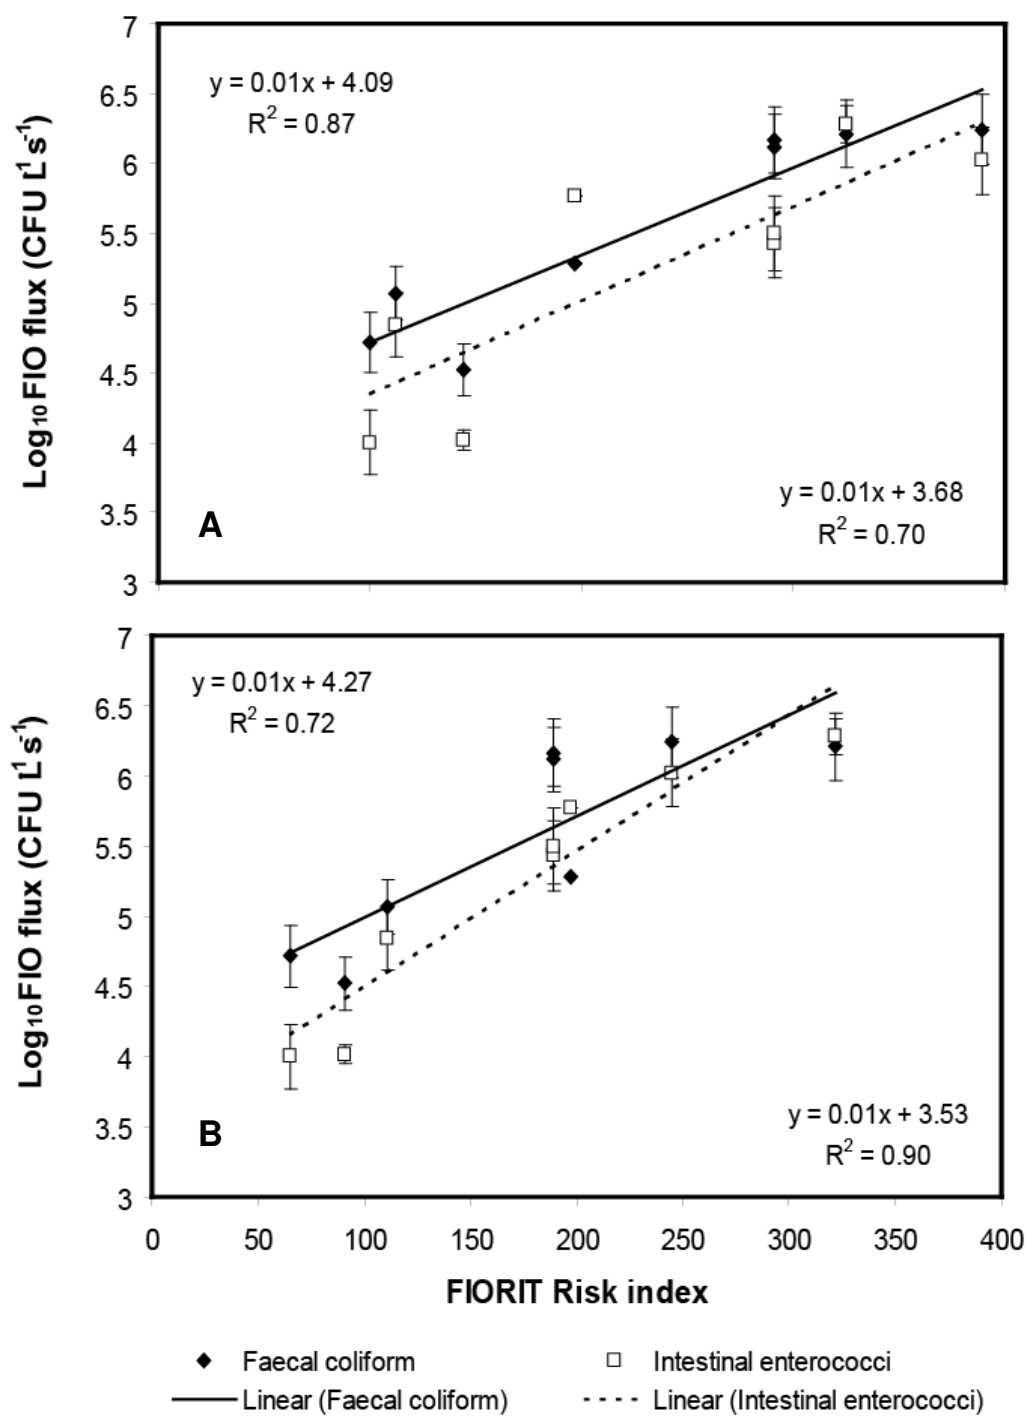 7
y = 0.01x + 4.09
R² = 0.87
6.5
6
5.5
5
4.5
4
3.5
3
Log₁₀FIO flux (CFU L¹s⁻¹)
y = 0.01x + 3.68
R² = 0.70
A
7
y = 0.01x + 4.27
R² = 0.72
6.5
6
5.5
5
4.5
4
3.5
3
Log₁₀FIO flux (CFU L¹s⁻¹)
y = 0.01x + 3.53
R² = 0.90
B
0 50 100 150 200 250 300 350 400
FIORIT Risk index
Faecal coliform
Intestinal enterococci
Linear (Faecal coliform)
Linear (Intestinal enterococci)